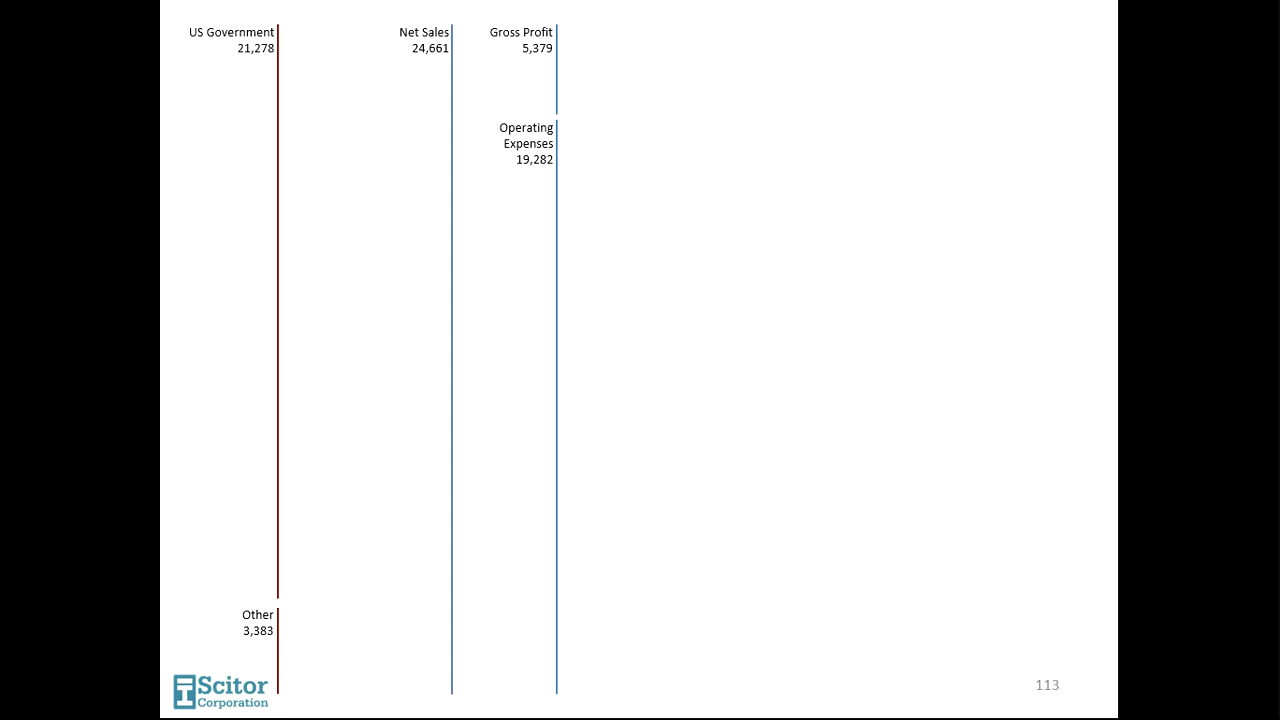 US Government
21,278
Net Sales
24,661
Gross Profit
5,379
Operating
Expenses
19,282
Other
3,383
Scitor
Corporation
113